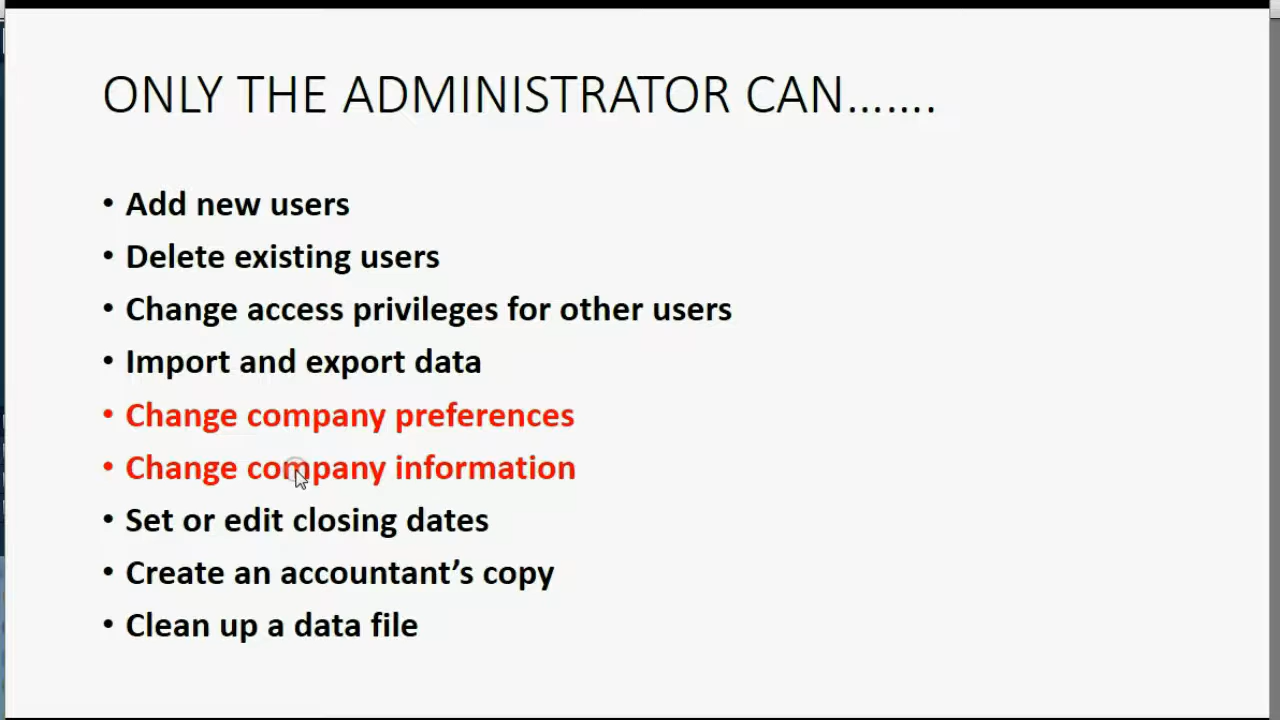 ONLY THE ADMINISTRATOR CAN.......
• Add new users
• Delete existing users
• Change access privileges for other users
• Import and export data
• Change company preferences
• Change company information
• Set or edit closing dates
• Create an accountant’s copy
• Clean up a data file